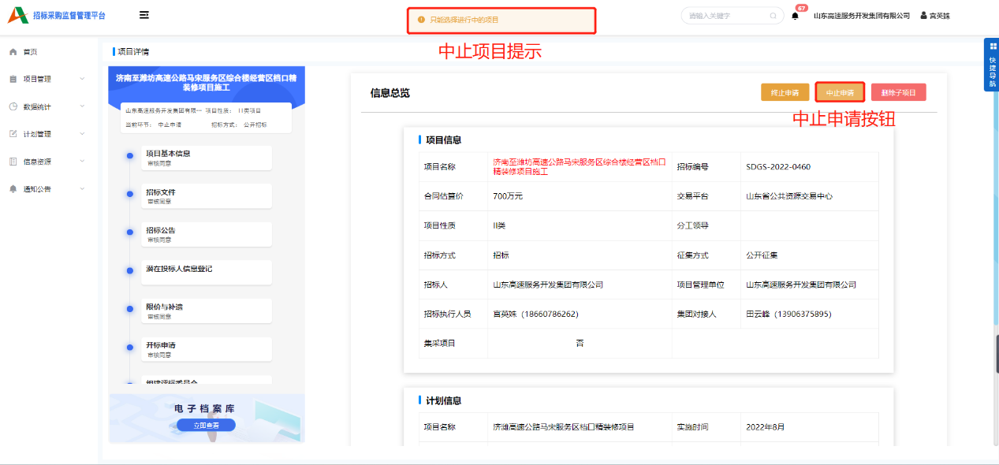 招标采购监督管理平台
只能选择进行中的项目
请输入关键字
67
山东高速服务开发集团有限公司
宫英姝
中止项目提示
首页
项目管理
数据统计
计划管理
信息资源
通知公告
项目详情
济南至潍坊高速公路马宋服务区综合楼经营区档口精
装修项目施工
山东高速服务开发集团有限… 项目性质： II类项目
当前环节： 中止申请 招标方式： 公开招标
项目基本信息
审核同意
招标文件
审核同意
招标公告
审核同意
潜在投标人信息登记
限价与补遗
审核同意
开标申请
审核同意
组建评标委员会
电子档案库
立即查看
信息总览
终止申请
中止申请
删除子项目
中止申请按钮
项目信息
项目名称 济南至潍坊高速公路马宋服务区综合楼经营区档口
精装修项目施工
招标编号 SDGS-2022-0460
合同估算价 700万元 交易平台 山东省公共资源交易中心
项目性质 II类 分工领导
招标方式 招标 征集方式 公开征集
招标人 山东高速服务开发集团有限公司 项目管理单位 山东高速服务开发集团有限公司
招标执行人员 宫英姝（18660786262） 集团对接人 田云峰（13906375895）
集采项目 否
计划信息
项目名称 济潍高速公路马宋服务区档口精装修项目 实施时间 2022年8月
快捷导航